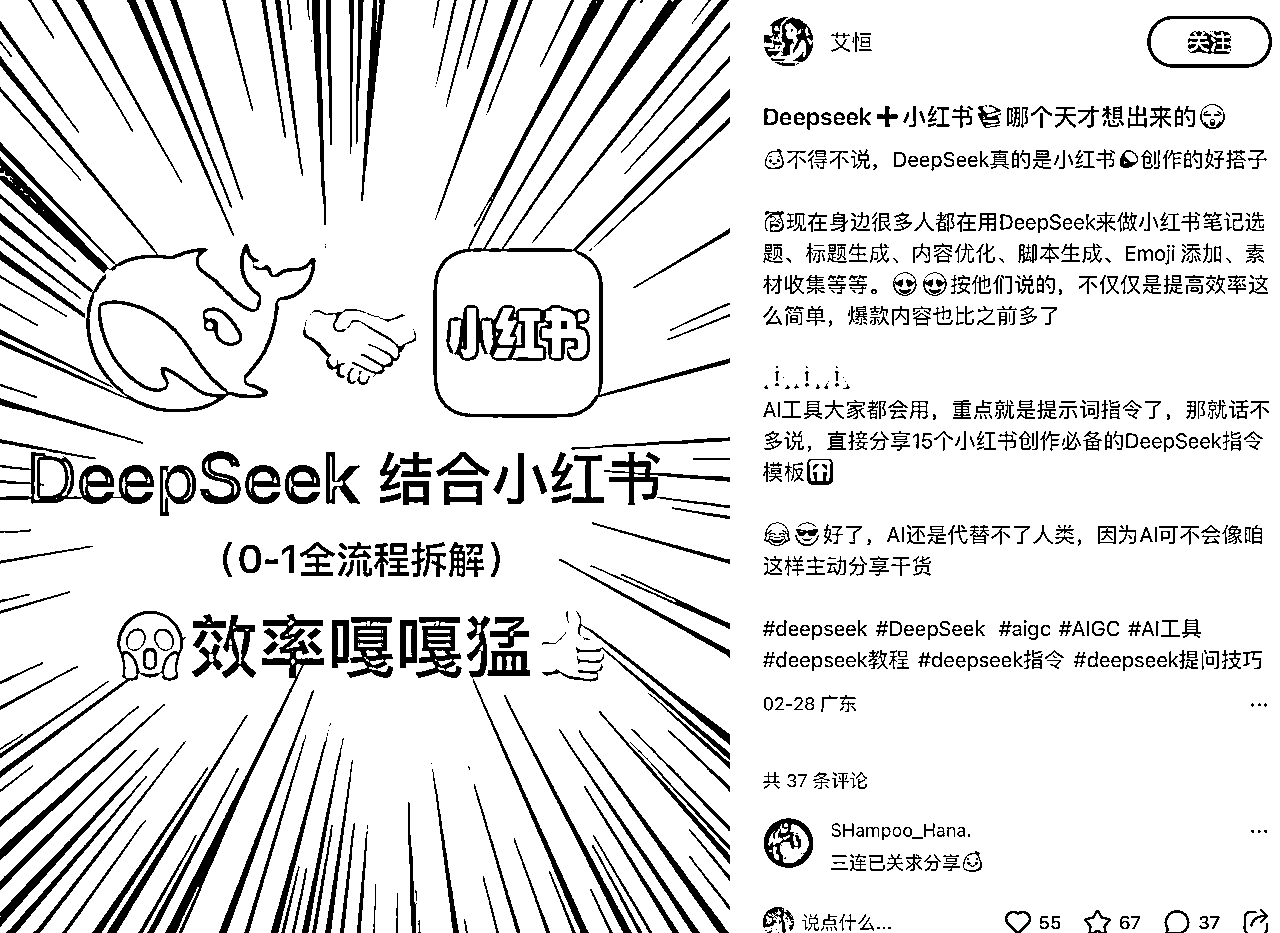 小红书
DeepSeek 结合小红书
（0-1全流程拆解）
😱效率嘎嘎猛👍
艾恒
关注
Deepseek➕小红书📚哪个天才想出来的😲
不得不说，DeepSeek真的是小红书创作的好搭子
现在身边很多人都在用DeepSeek来做小红书笔记选
题、标题生成、内容优化、脚本生成、Emoji 添加、素
材收集等等。😍😍按他们说的，不仅仅是提高效率这
么简单，爆款内容也比之前多了
AI工具大家都会用，重点就是提示词指令了，那就话不
多说，直接分享15个小红书创作必备的DeepSeek指令
模板
😂😎好了，AI还是代替不了人类，因为AI可不会像咱
这样主动分享干货
#deepseek #DeepSeek #aigc #AIGC #AI工具
#deepseek教程 #deepseek指令 #deepseek提问技巧
02-28 广东
共 37 条评论
SHampoo_Hana.
三连已关求分享
说点什么...
55
67
37